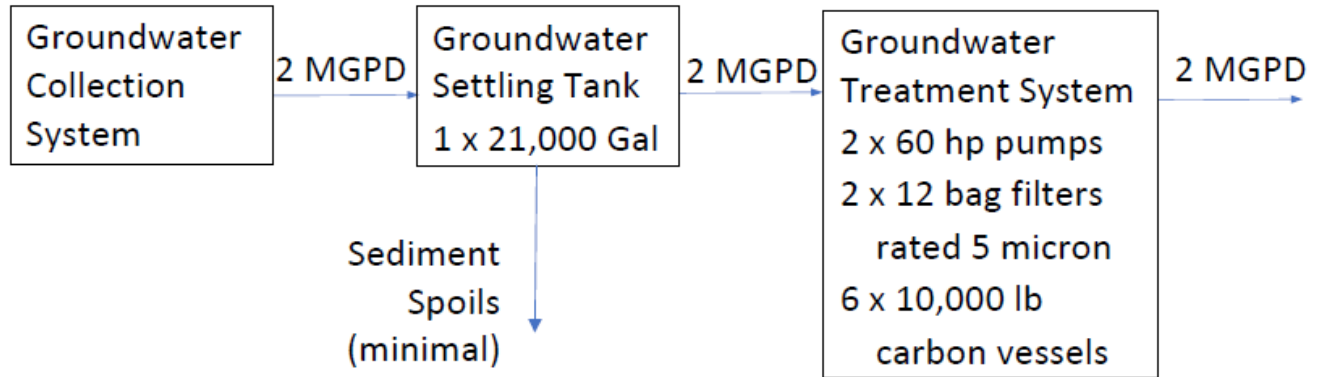 Groundwater
Collection
System
2 MGPD
Groundwater
Settling Tank
1 x 21,000 Gal
Sediment
Spoils
(minimal)
2 MGPD
Groundwater
Treatment System
2 x 60 hp pumps
2 x 12 bag filters
rated 5 micron
6 x 10,000 lb
carbon vessels
2 MGPD